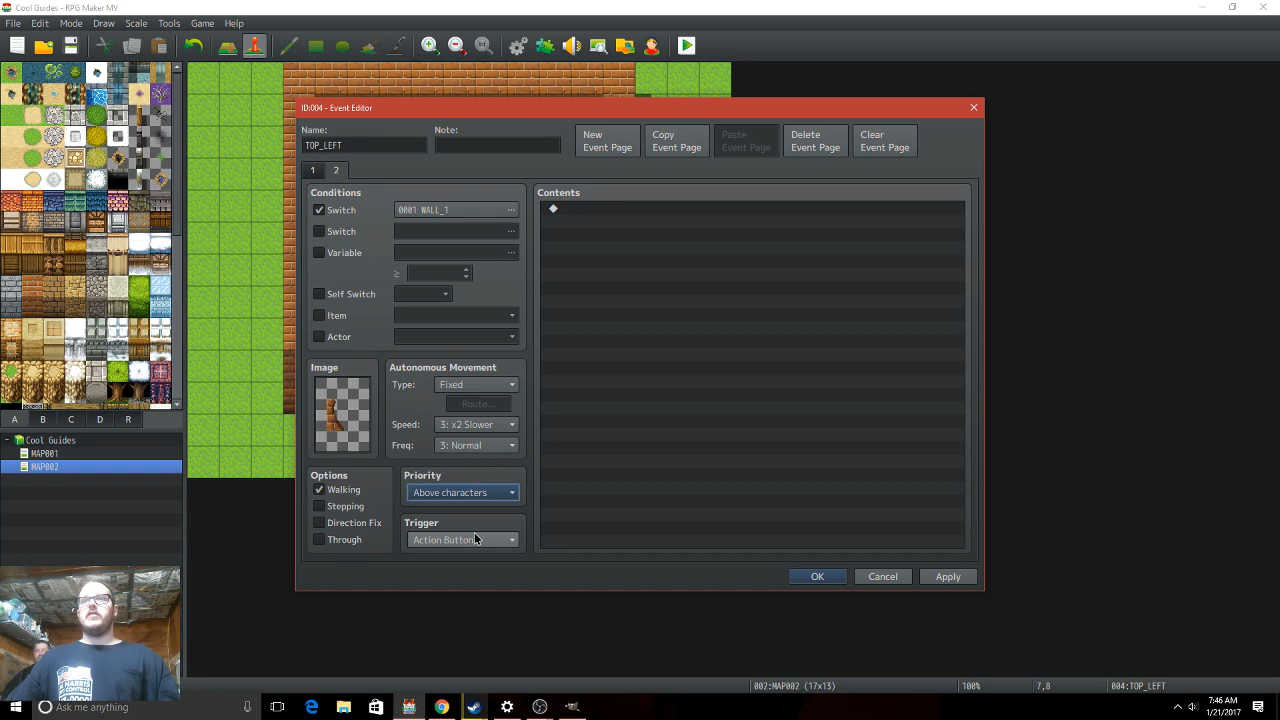 Cool Guides - RPG Maker MV
File Edit Mode Draw Scale Tools Game Help
ID:004 - Event Editor
Name: Note:
TOP_LEFT
New Event Page
Copy Event Page
Paste Event Page
Delete Event Page
Clear Event Page
1 2
Conditions
Switch 0001 WALL_1 ...
Switch ...
Variable ...
≥
Self Switch
Item
Actor
Image
Autonomous Movement
Type: Fixed
Route...
Speed: 3: x2 Slower
Freq: 3: Normal
Options
Walking
Stepping
Direction Fix
Through
Priority
Above characters
Trigger
Action Button
Contents
OK Cancel Apply
A B C D R
Cool Guides
MAP001
MAP002
HARRIS
CONTROL
002:MAP002 (17x13) 100% 7,8 004:TOP_LEFT
Ask me anything
7:46 AM
1/21/2017